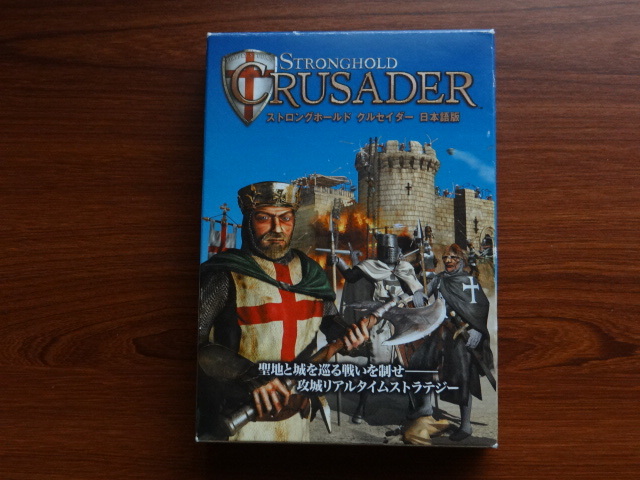 STRONGHOLD
CRUSADER
ストロングホールド クルセイダー 日本語版
聖地と城を巡る戦いを制せ――
攻城リアルタイムストラテジー